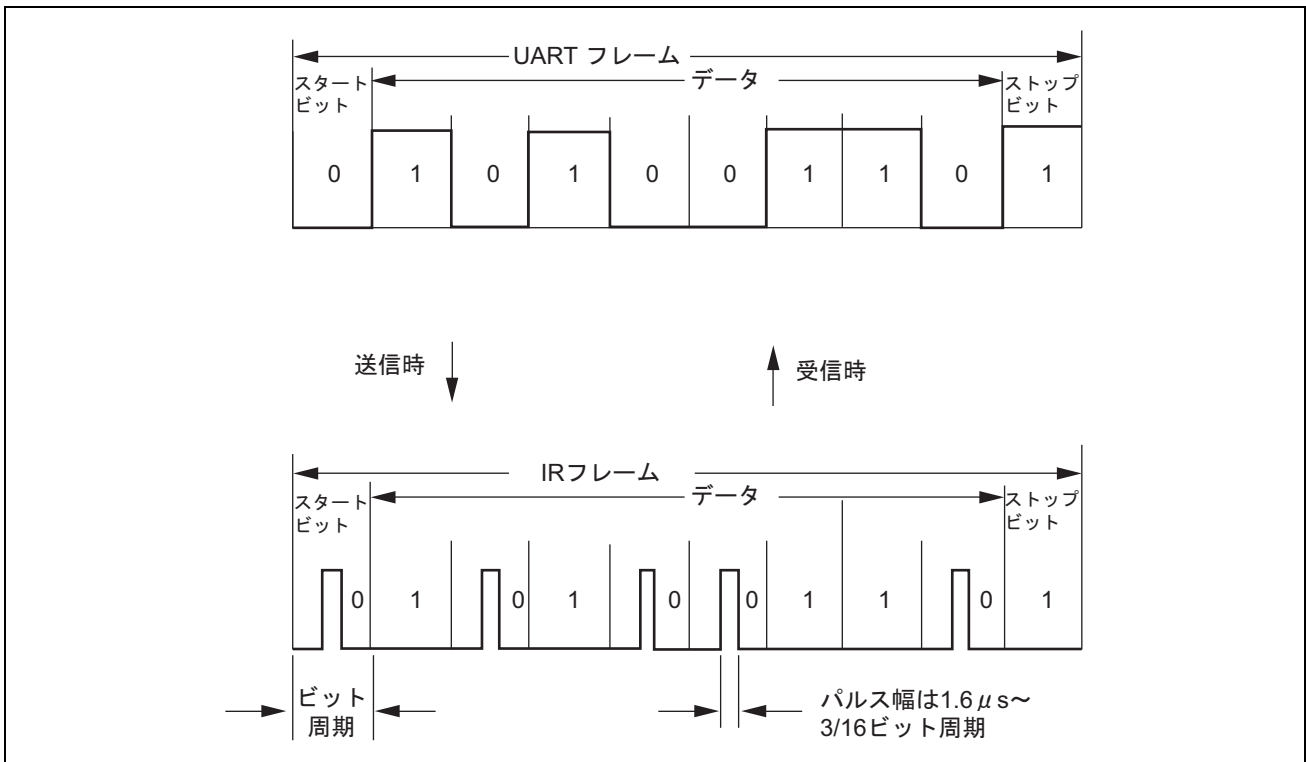 UART フレーム
スタート
ビット
データ
ストップ
ビット
0 1 0 1 0 0 1 1 0 1
送信時
受信時
IRフレーム
スタート
ビット
データ
ストップ
ビット
0 1 0 1 0 0 1 1 0 1
ビット
周期
パルス幅は1.6μs～
3/16ビット周期